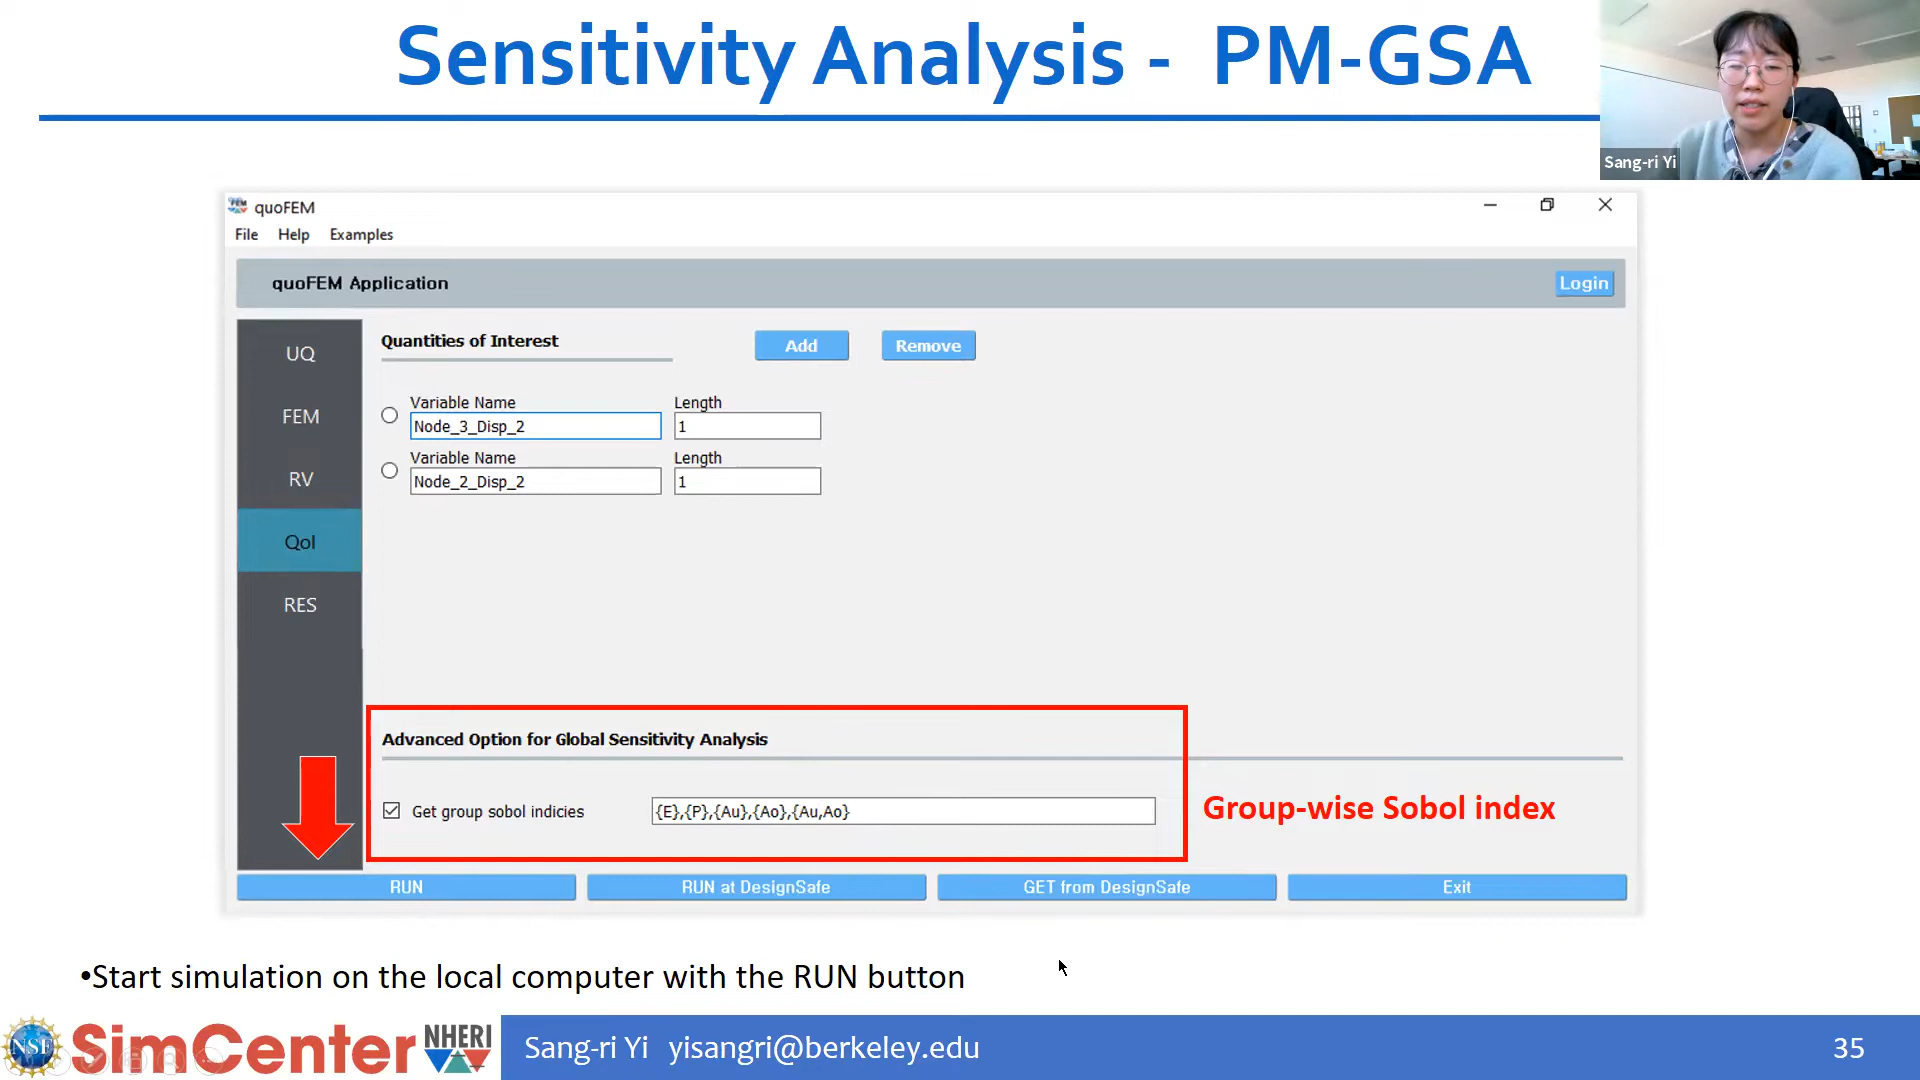 Sensitivity Analysis - PM-GSA
Sang-ri Yi
quoFEM
File Help Examples
quoFEM Application
Login
UQ
FEM
RV
QoI
RES
Quantities of Interest
Add
Remove
Variable Name Length
Node_3_Disp_2 1
Variable Name Length
Node_2_Disp_2 1
Advanced Option for Global Sensitivity Analysis
Get group sobol indicies {E},{P},{Au},{Ao},{Au,Ao}
Group-wise Sobol index
RUN
RUN at DesignSafe
GET from DesignSafe
Exit
•Start simulation on the local computer with the RUN button
NSF
SimCenter
NHERI
Sang-ri Yi yisangri@berkeley.edu
35